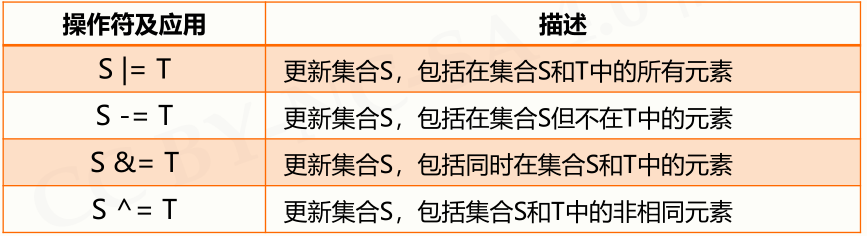 操作符及应用 描述
S |= T 更新集合S，包括在集合S和T中的所有元素
S -= T 更新集合S，包括在集合S但不在T中的元素
S &= T 更新集合S，包括同时在集合S和T中的元素
S ^= T 更新集合S，包括集合S和T中的非相同元素